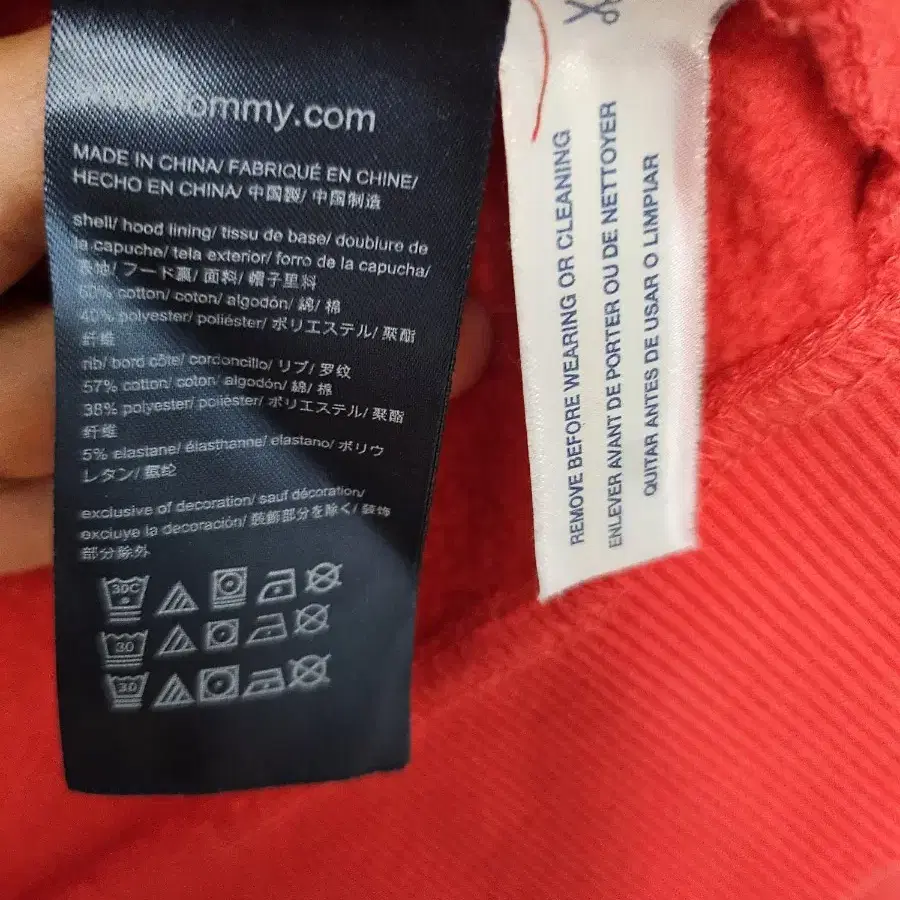 tommy.com
MADE IN CHINA/ FABRIQUÉ EN CHINE/
HECHO EN CHINA/ 中国製/ 中国制造
shell/ hood lining/ tissu de base/ doublure de
la capuche/ tela exterior/ forro de la capucha/
表地/ フード裏/ 面料/ 帽子里料
60% cotton/ coton/ algodón/ 綿/ 棉
40% polyester/ poliéster/ ポリエステル/ 聚酯
纤维
rib/ bord côte/ cordoncillo/ リブ/ 罗纹
57% cotton/ coton/ algodón/ 綿/ 棉
38% polyester/ poliéster/ ポリエステル/ 聚酯
纤维
5% elastane/ élasthanne/ elastano/ ポリウ
レタン/ 氨纶
exclusive of decoration/ sauf décoration/
excluye la decoración/ 装飾部分を除く/ 装饰
部分除外
30C
30
30
REMOVE BEFORE WEARING OR CLEANING
ENLEVER AVANT DE PORTER OU DE NETTOYER
QUITAR ANTES DE USAR O LIMPIAR